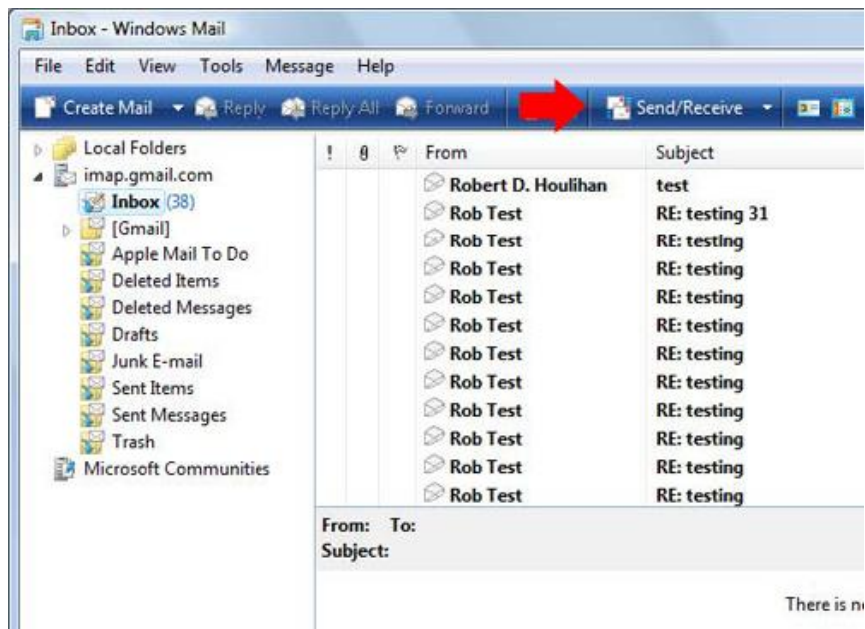 Inbox - Windows Mail
File Edit View Tools Message Help
Create Mail Reply Reply All Forward Send/Receive
Local Folders
imap.gmail.com
Inbox (38)
[Gmail]
Apple Mail To Do
Deleted Items
Deleted Messages
Drafts
Junk E-mail
Sent Items
Sent Messages
Trash
Microsoft Communities
! From Subject
Robert D. Houlihan test
Rob Test RE: testing 31
Rob Test RE: testing
Rob Test RE: testing
Rob Test RE: testing
Rob Test RE: testing
Rob Test RE: testing
Rob Test RE: testing
Rob Test RE: testing
Rob Test RE: testing
Rob Test RE: testing
Rob Test RE: testing
From: To:
Subject:
There is